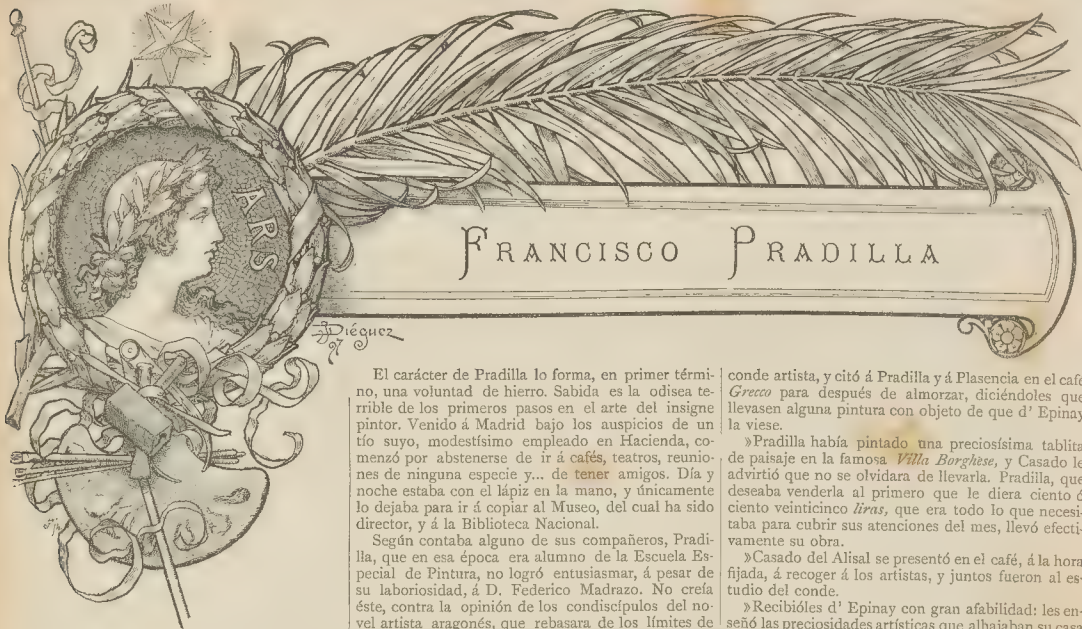 ARS
FRANCISCO PRADILLA
Diéguez
97
El carácter de Pradilla lo forma, en primer térmi-
no, una voluntad de hierro. Sabida es la odisea te-
rrible de los primeros pasos en el arte del insigne
pintor. Venido á Madrid bajo los auspicios de un
tío suyo, modestísimo empleado en Hacienda, co-
menzó por abstenerse de ir á cafés, teatros, reunio-
nes de ninguna especie y... de tener amigos. Día y
noche estaba con el lápiz en la mano, y únicamente
lo dejaba para ir á copiar al Museo, del cual ha sido
director, y á la Biblioteca Nacional.
Según contaba alguno de sus compañeros, Pradi-
lla, que en esa época era alumno de la Escuela Es-
pecial de Pintura, no logró entusiasmar, á pesar de
su laboriosidad, á D. Federico Madrazo. No creía
éste, contra la opinión de los condiscípulos del no-
vel artista aragonés, que rebasara de los límites de
conde artista, y citó á Pradilla y á Plasencia en el café
Greco para después de almorzar, diciéndoles que
llevasen alguna pintura con objeto de que d' Epinay
la viese.
»Pradilla había pintado una preciosísima tablita
de paisaje en la famosa Villa Borghèse, y Casado le
advirtió que no se olvidara de llevarla. Pradilla, que
deseaba venderla al primero que le diera ciento ó
ciento veinticinco liras, que era todo lo que necesi-
taba para cubrir sus atenciones del mes, llevó efecti-
vamente su obra.
»Casado del Alisal se presentó en el café, á la hora
fijada, á recoger á los artistas, y juntos fueron al es-
tudio del conde.
»Recibióles d' Epinay con gran afabilidad: les en-
señó las preciosidades artísticas que alhajaban su casa